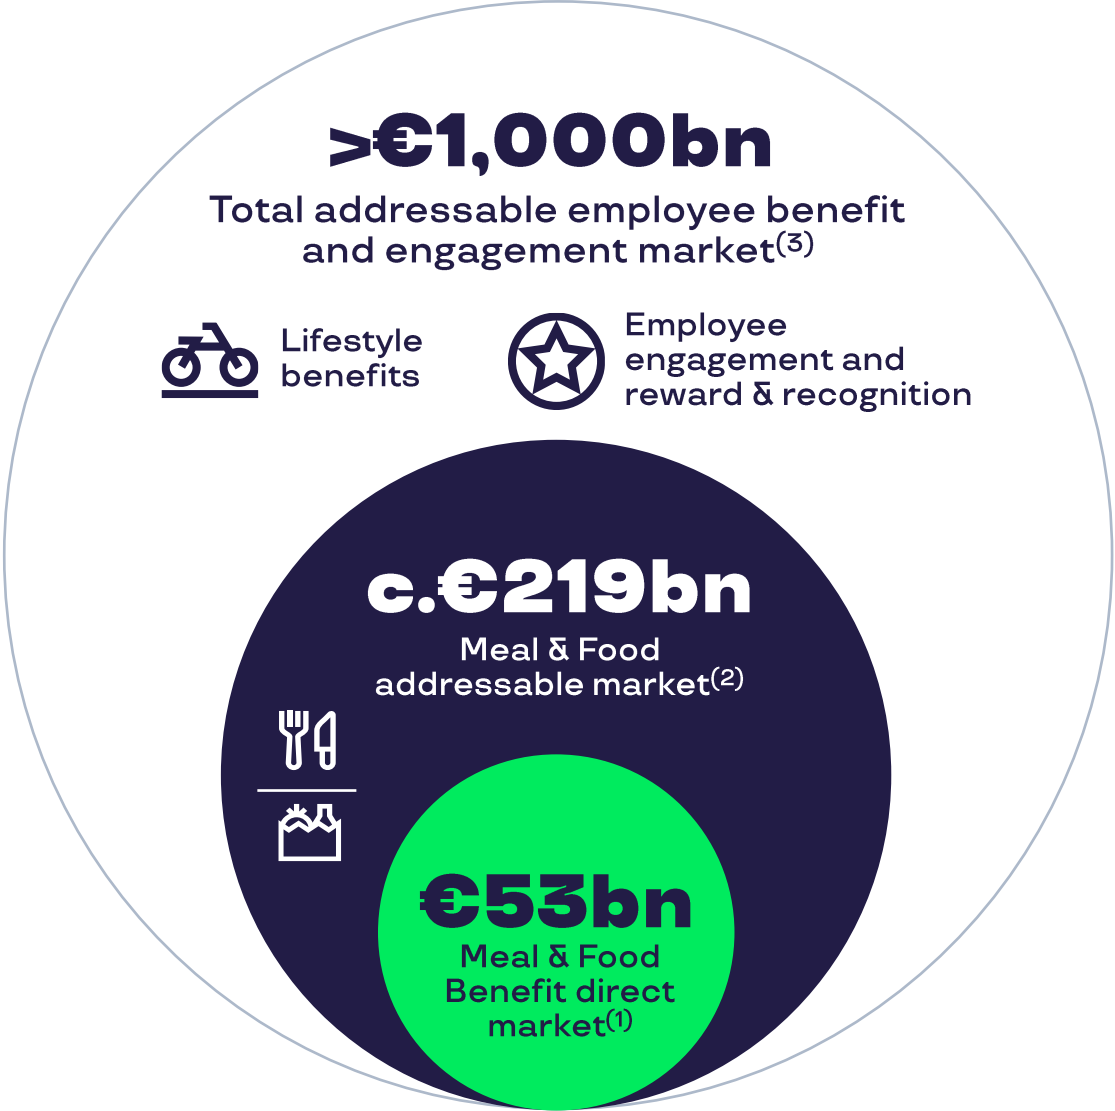 >€1,000bn
Total addressable employee benefit
and engagement market(3)
Lifestyle
benefits
Employee
engagement and
reward & recognition
c.€219bn
Meal & Food
addressable market(2)
€53bn
Meal & Food
Benefit direct
market(1)